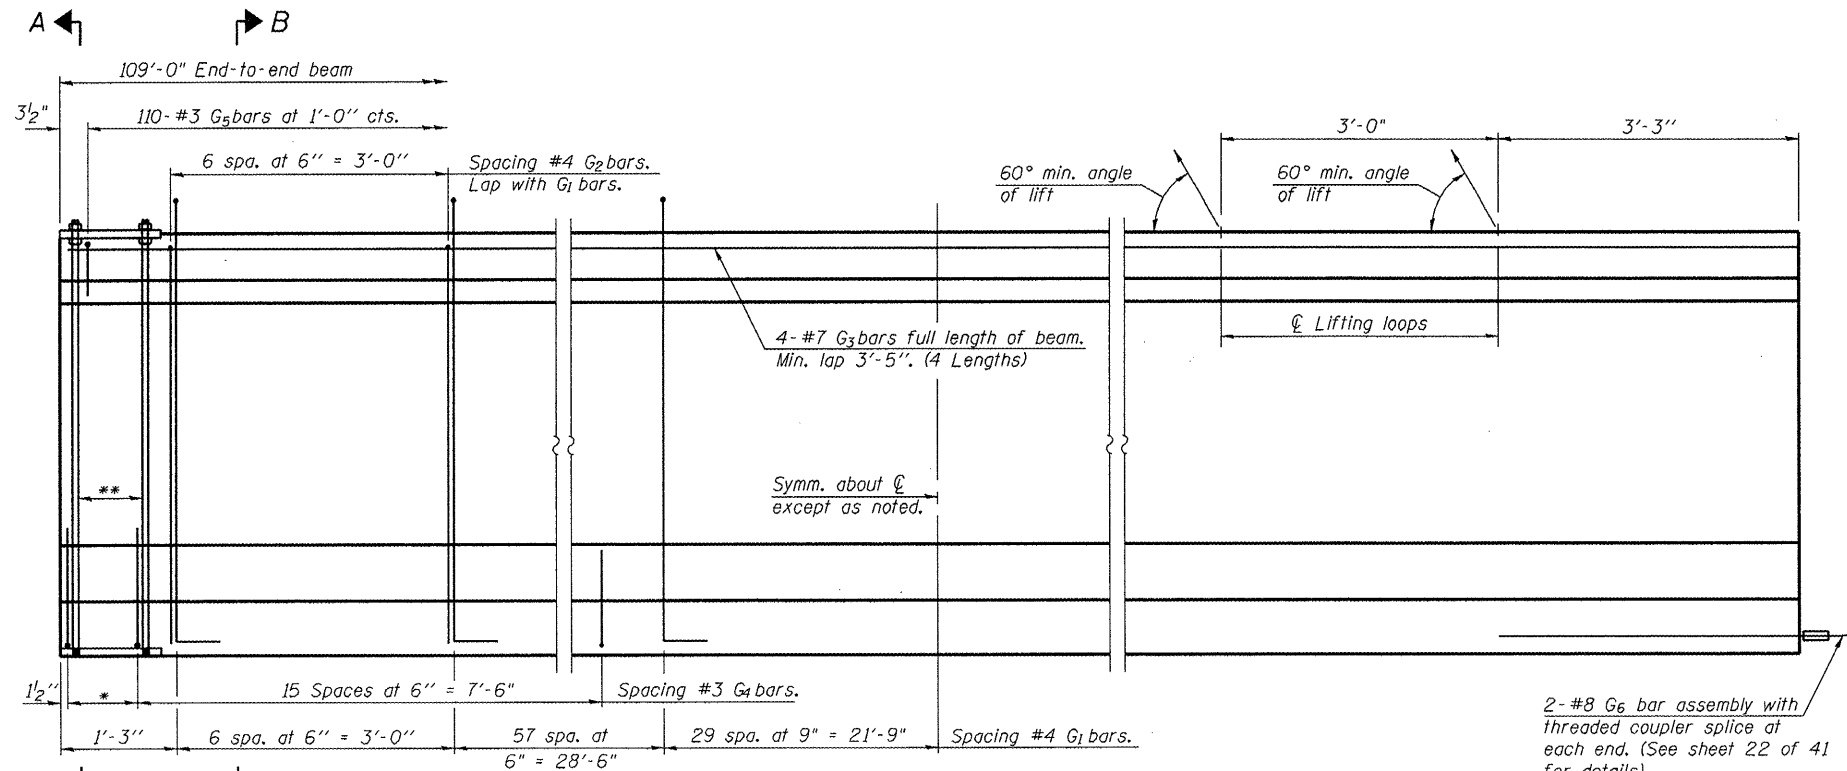 A B
109'-0" End-to-end beam
3½"
110- #3 G5 bars at 1'-0" cts.
3'-0"
3'-3"
6 spa. at 6" = 3'-0"
Spacing #4 G2 bars.
Lap with G1 bars.
60° min. angle
of lift
60° min. angle
of lift
4- #7 G3 bars full length of beam.
Min. lap 3'-5". (4 Lengths)
℄ Lifting loops
**
Symm. about ℄
except as noted.
1½"
*
15 Spaces at 6" = 7'-6"
Spacing #3 G4 bars.
1'-3"
6 spa. at 6" = 3'-0"
57 spa. at
6" = 28'-6"
29 spa. at 9" = 21'-9"
Spacing #4 G1 bars.
2- #8 G6 bar assembly with
threaded coupler splice at
each end. (See sheet 22 of 41
for details)